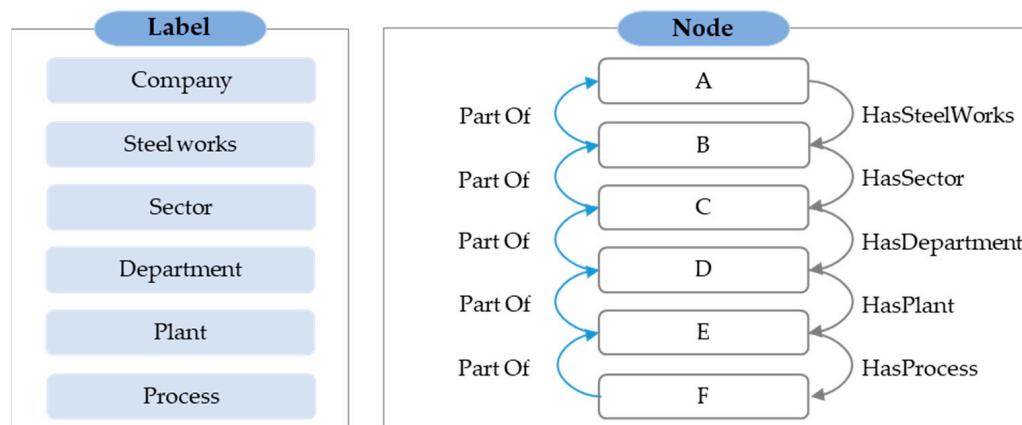 Label
Company
Steel works
Sector
Department
Plant
Process
Node
A
B
C
D
E
F
Part Of
Part Of
Part Of
Part Of
Part Of
HasSteelWorks
HasSector
HasDepartment
HasPlant
HasProcess